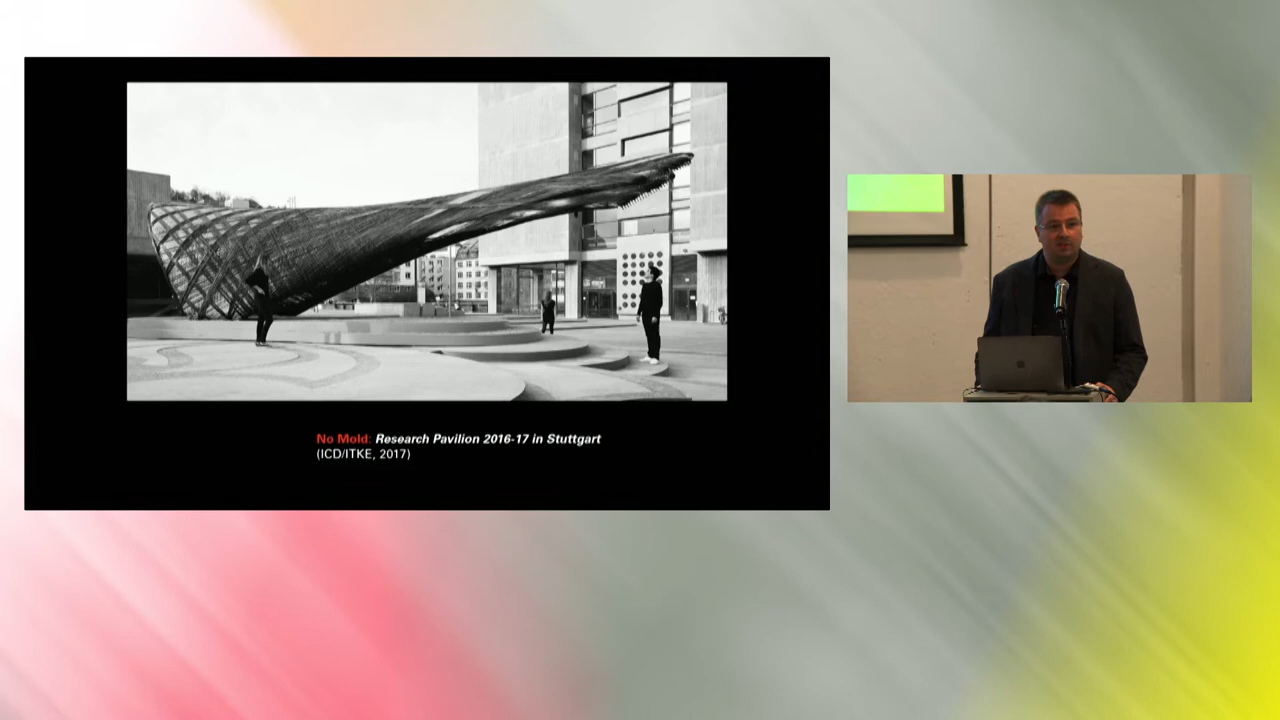 No Mold: Research Pavilion 2016-17 in Stuttgart
(ICD/ITKE, 2017)